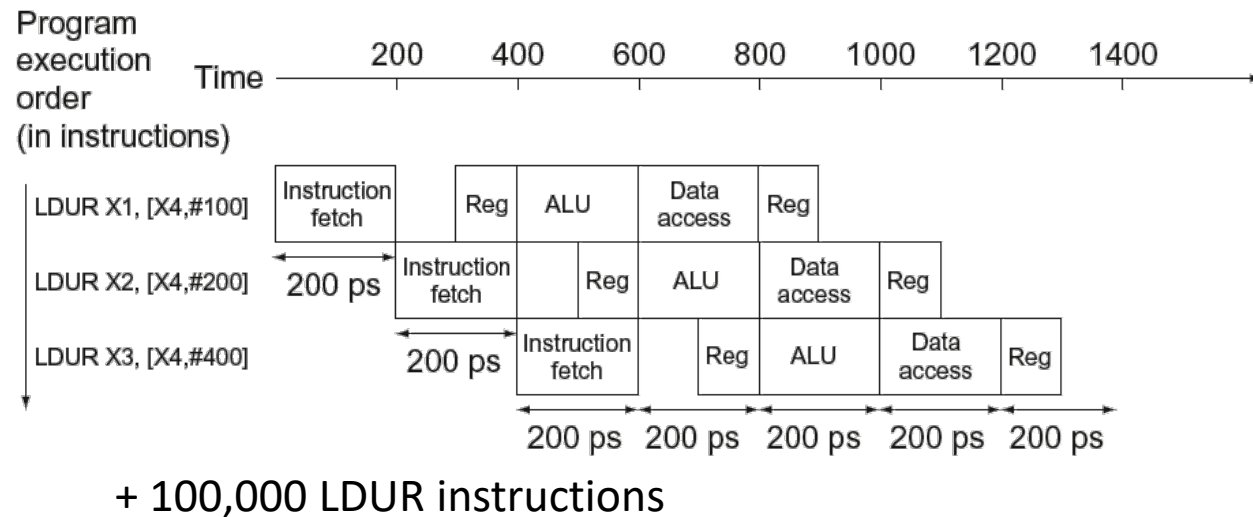 Program
execution
order
(in instructions)
Time
200 400 600 800 1000 1200 1400
LDUR X1, [X4,#100]
Instruction
fetch
Reg
ALU
Data
access
Reg
200 ps
LDUR X2, [X4,#200]
Instruction
fetch
Reg
ALU
Data
access
Reg
200 ps
LDUR X3, [X4,#400]
Instruction
fetch
Reg
ALU
Data
access
Reg
200 ps 200 ps 200 ps 200 ps 200 ps
+ 100,000 LDUR instructions